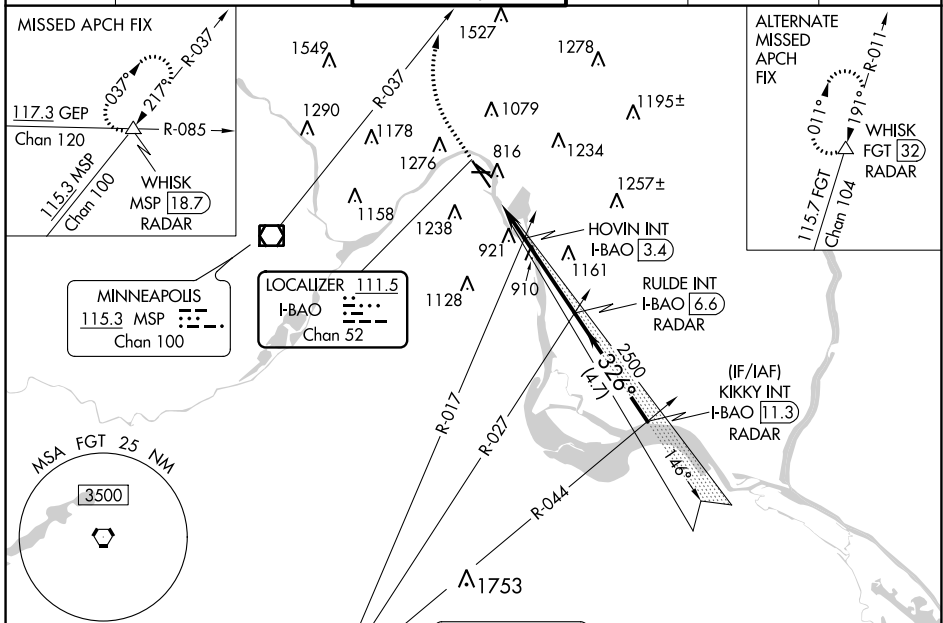 MISSED APCH FIX
037°
217°
R-037
117.3 GEP
Chan 120
R-085
115.3 MSP
Chan 100
WHISK
MSP 18.7
RADAR
1549
1527
1278
R-037
1290
1178
1079
1195±
1276
816
1234
1158
1257±
1238
921
HOVIN INT
I-BAO 3.4
910
1161
1128
RULDE INT
I-BAO 6.6
RADAR
ALTERNATE
MISSED
APCH
FIX
R-011
011°
191°
WHISK
FGT 32
RADAR
115.7 FGT
Chan 104
MINNEAPOLIS
115.3 MSP
Chan 100
LOCALIZER 111.5
I-BAO
Chan 52
2500
326°
(4.7)
(IF/IAF)
KIKKY INT
I-BAO 11.3
RADAR
146°
R-017
R-027
R-044
MSA FGT 25 NM
3500
1753